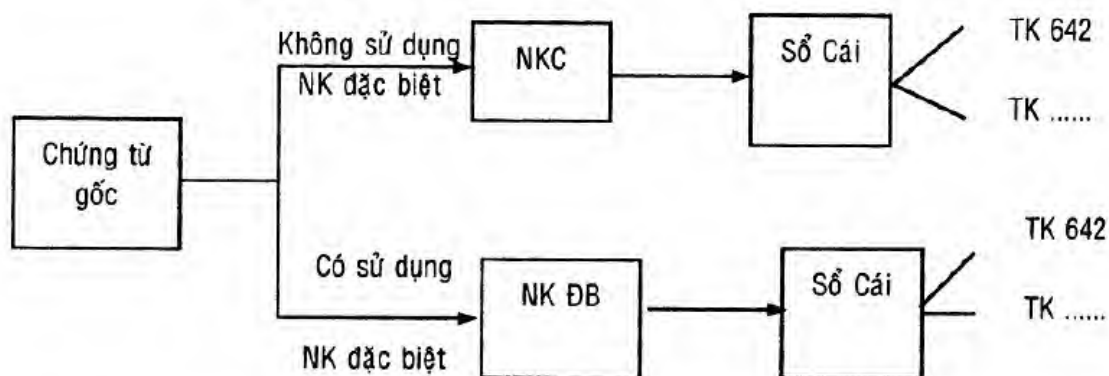 Chứng từ
gốc
Không sử dụng
NK đặc biệt
NKC
Sổ Cái
TK 642
TK ......
Có sử dụng
NK đặc biệt
NK ĐB
Sổ Cái
TK 642
TK ......